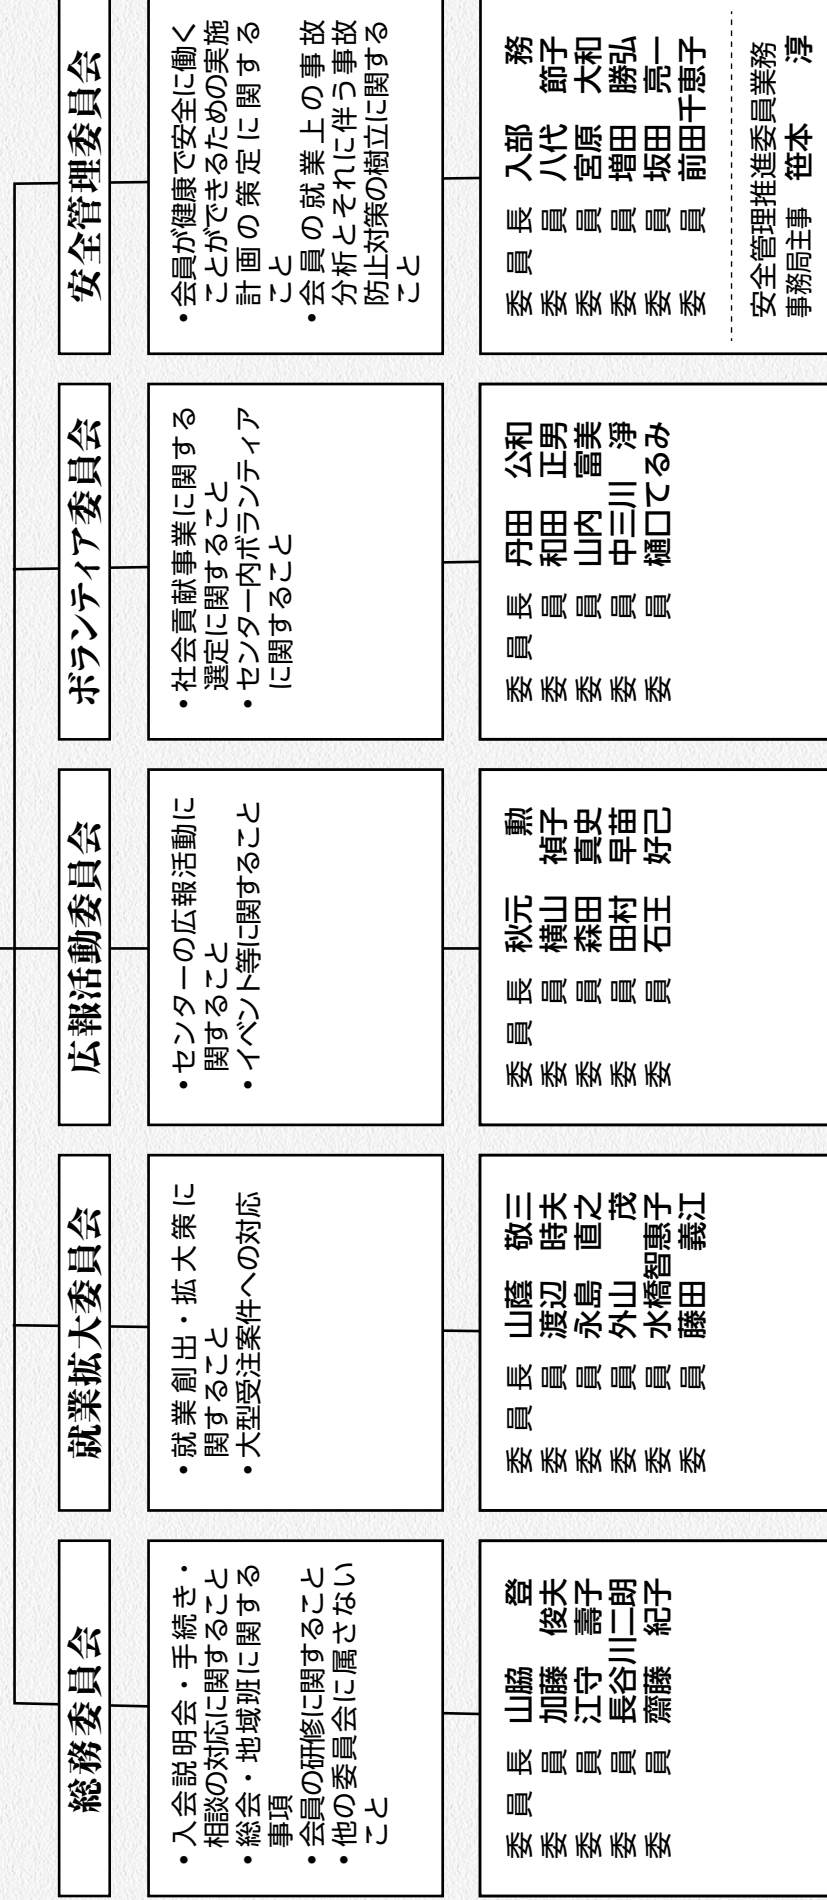 総務委員会
・入会説明会・手続き・
相談の対応に関すること
・総会・地域班に関する
事項
・会員の研修に関すること
・他の委員会に属さない
こと
委員長 山脇 登
委員 加藤 俊夫
委員 江守 壽子
委員 長谷川二朗
委員 齋藤 紀子
就業拡大委員会
・就業創出・拡大策に
関すること
・大型受注案件への対応
委員長 山蔭 敬三
委員 渡辺 時夫
委員 永島 直之
委員 外山 茂
委員 水橋智惠子
委員 藤田 義江
広報活動委員会
・センターの広報活動に
関すること
・イベント等に関すること
委員長 秋元 勲
委員 横山 禎子
委員 森田 真史
委員 田村 早苗
委員 石王 好己
ボランティア委員会
・社会貢献事業に関する
選定に関すること
・センター内ボランティア
に関すること
委員長 丹田 公和
委員 和田 正男
委員 山内 富美
委員 中三川 淨
委員 樋口てるみ
安全管理委員会
・会員が健康で安全に働く
ことができるための実施
計画の策定に関する
こと
・会員の就業上の事故
分析とそれに伴う事故
防止対策の樹立に関する
こと
委員長 入部 務
委員 八代 節子
委員 宮原 大和
委員 増田 勝弘
委員 坂田 亮一
委員 前田千恵子
安全管理推進委員業務
事務局主事 笹本 淳